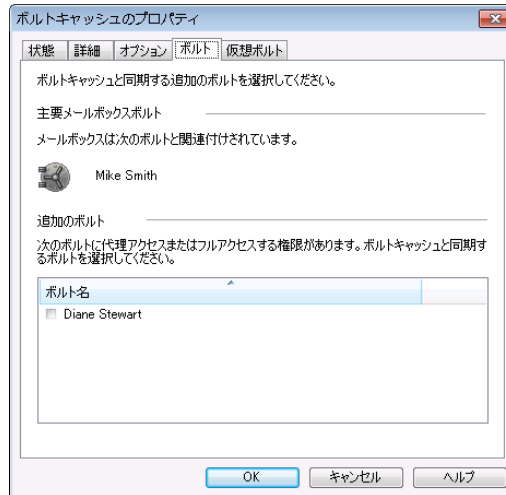 ボルトキャッシュのプロパティ
状態 詳細 オプション ボルト 仮想ボルト
ボルトキャッシュと同期する追加のボルトを選択してください。
主要メールボックスボルト
メールボックスは次のボルトと関連付けされています。
Mike Smith
追加のボルト
次のボルトに代理アクセスまたはフルアクセスする権限があります。ボルトキャッシュと同期す
るボルトを選択してください。
ボルト名
Diane Stewart
OK キャンセル ヘルプ